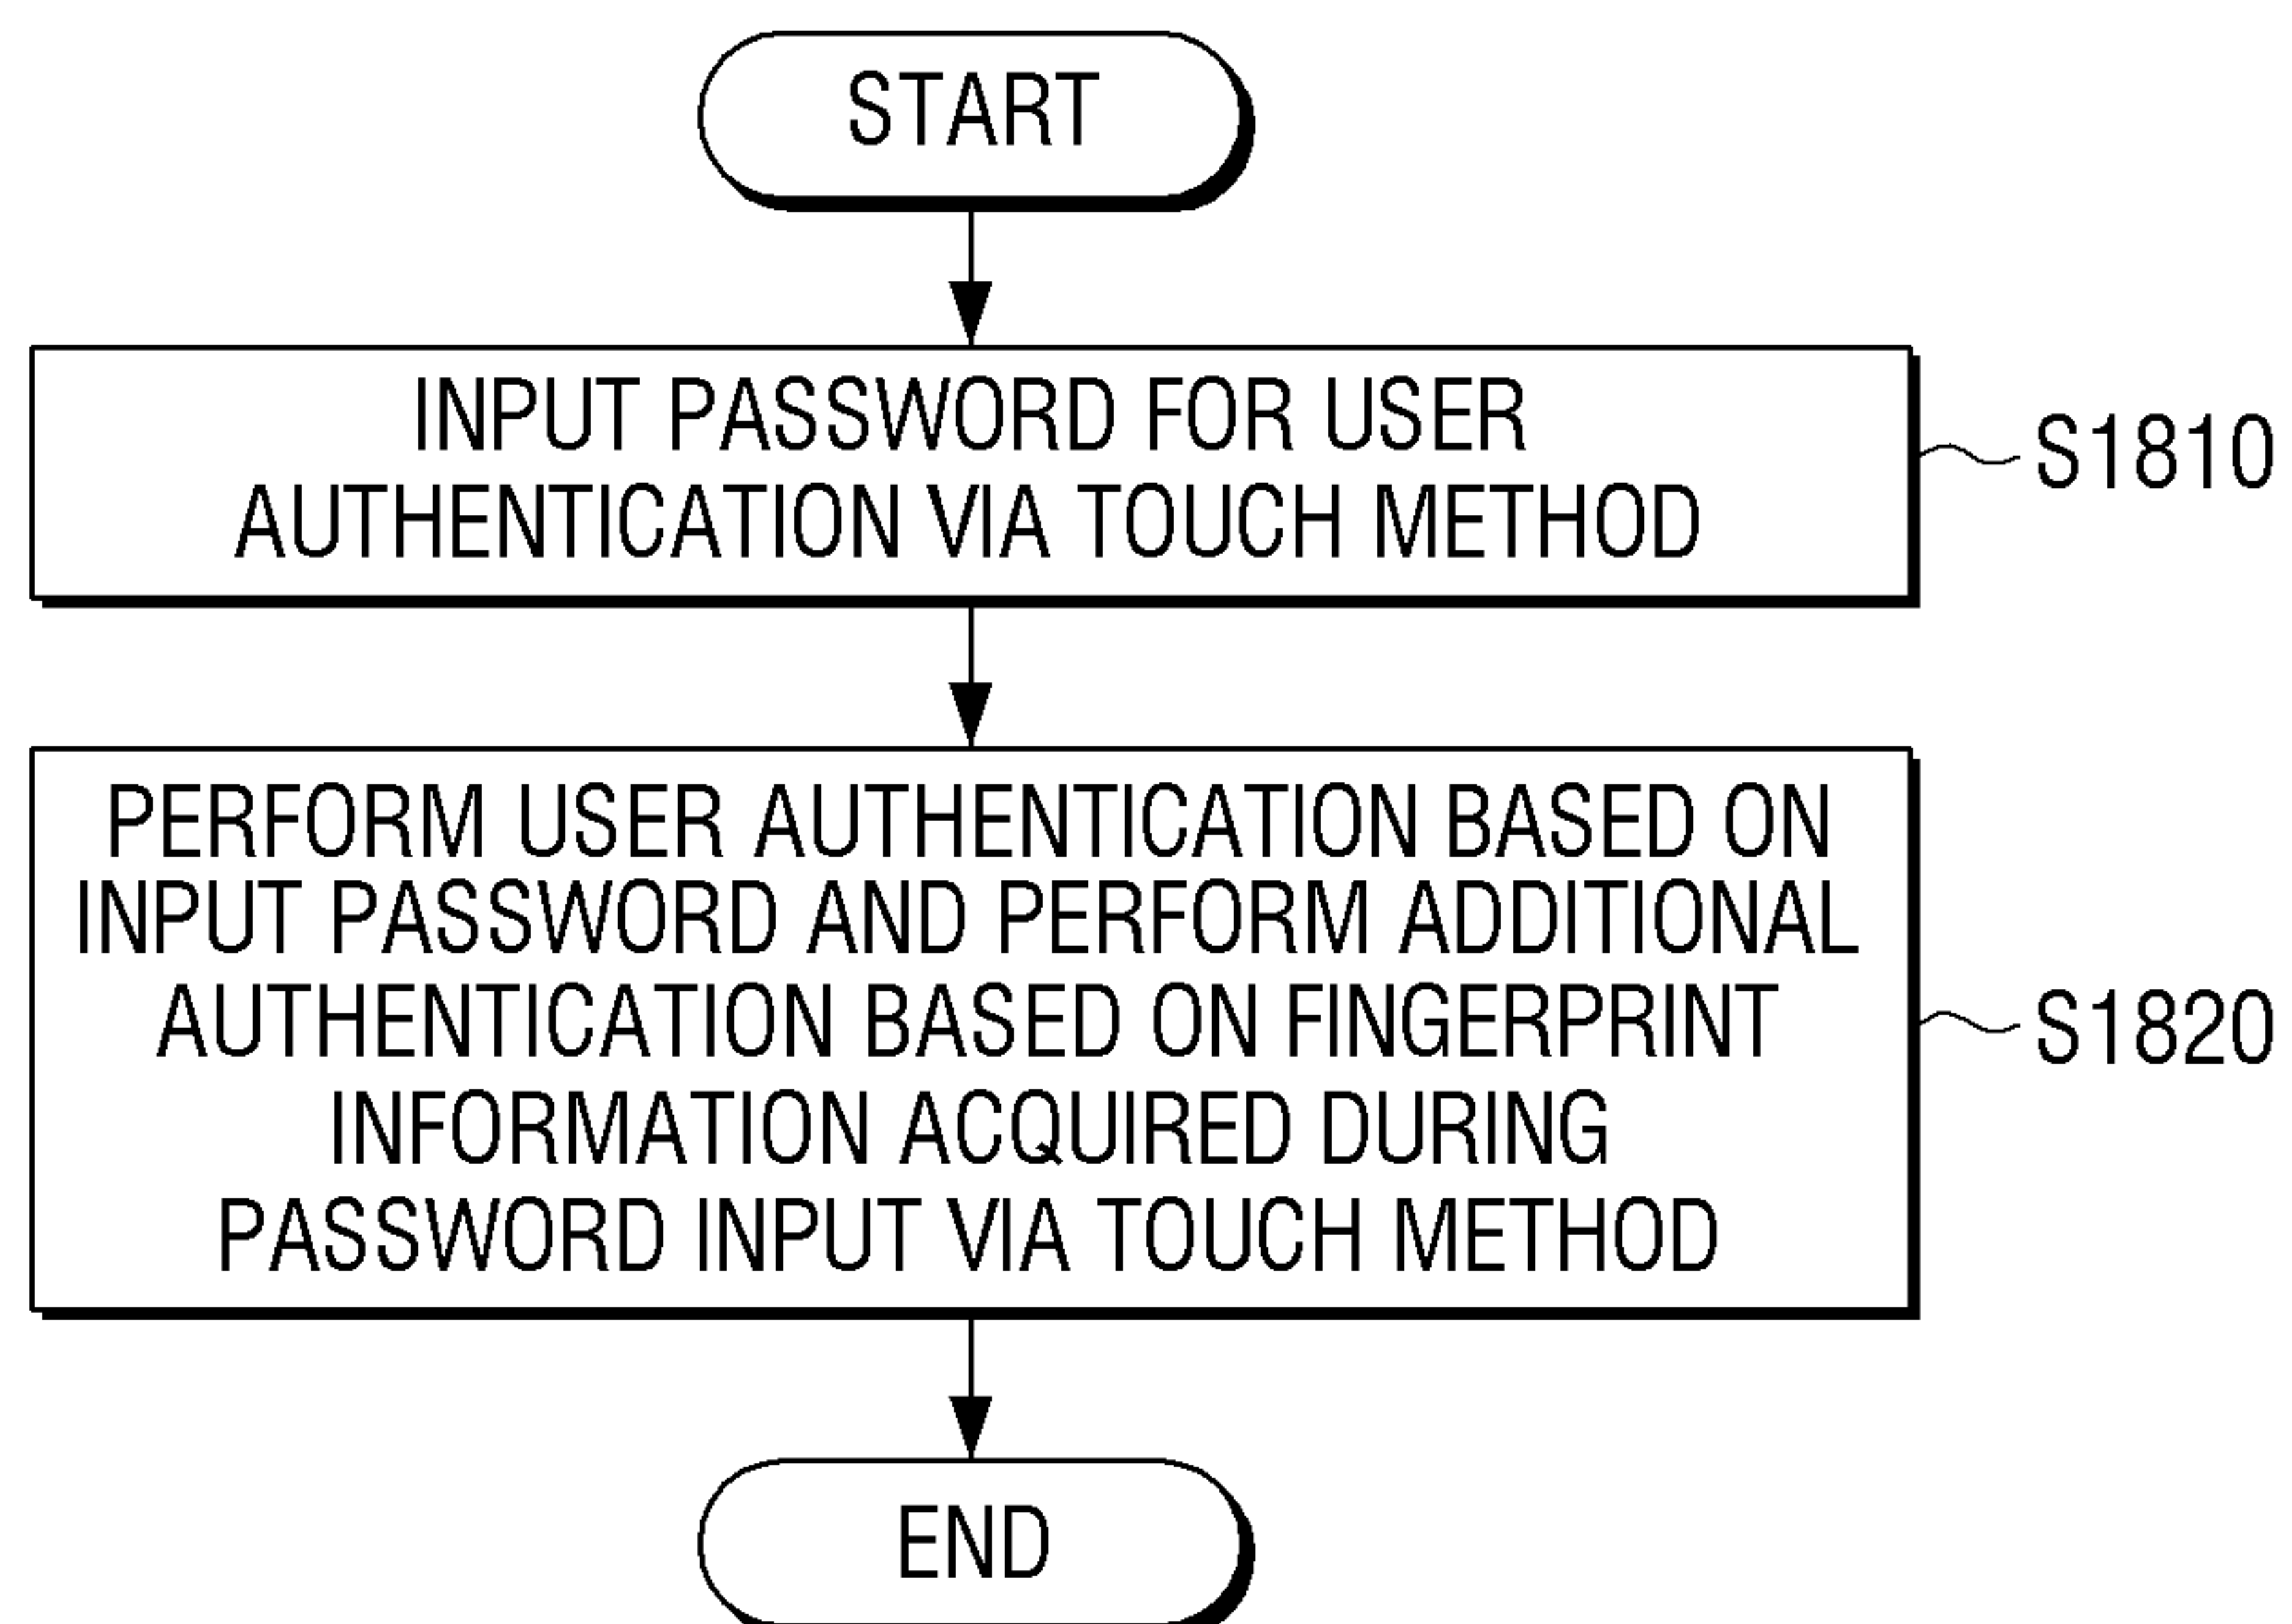 START
INPUT PASSWORD FOR USER
AUTHENTICATION VIA TOUCH METHOD
S1810
PERFORM USER AUTHENTICATION BASED ON
INPUT PASSWORD AND PERFORM ADDITIONAL
AUTHENTICATION BASED ON FINGERPRINT
INFORMATION ACQUIRED DURING
PASSWORD INPUT VIA TOUCH METHOD
S1820
END